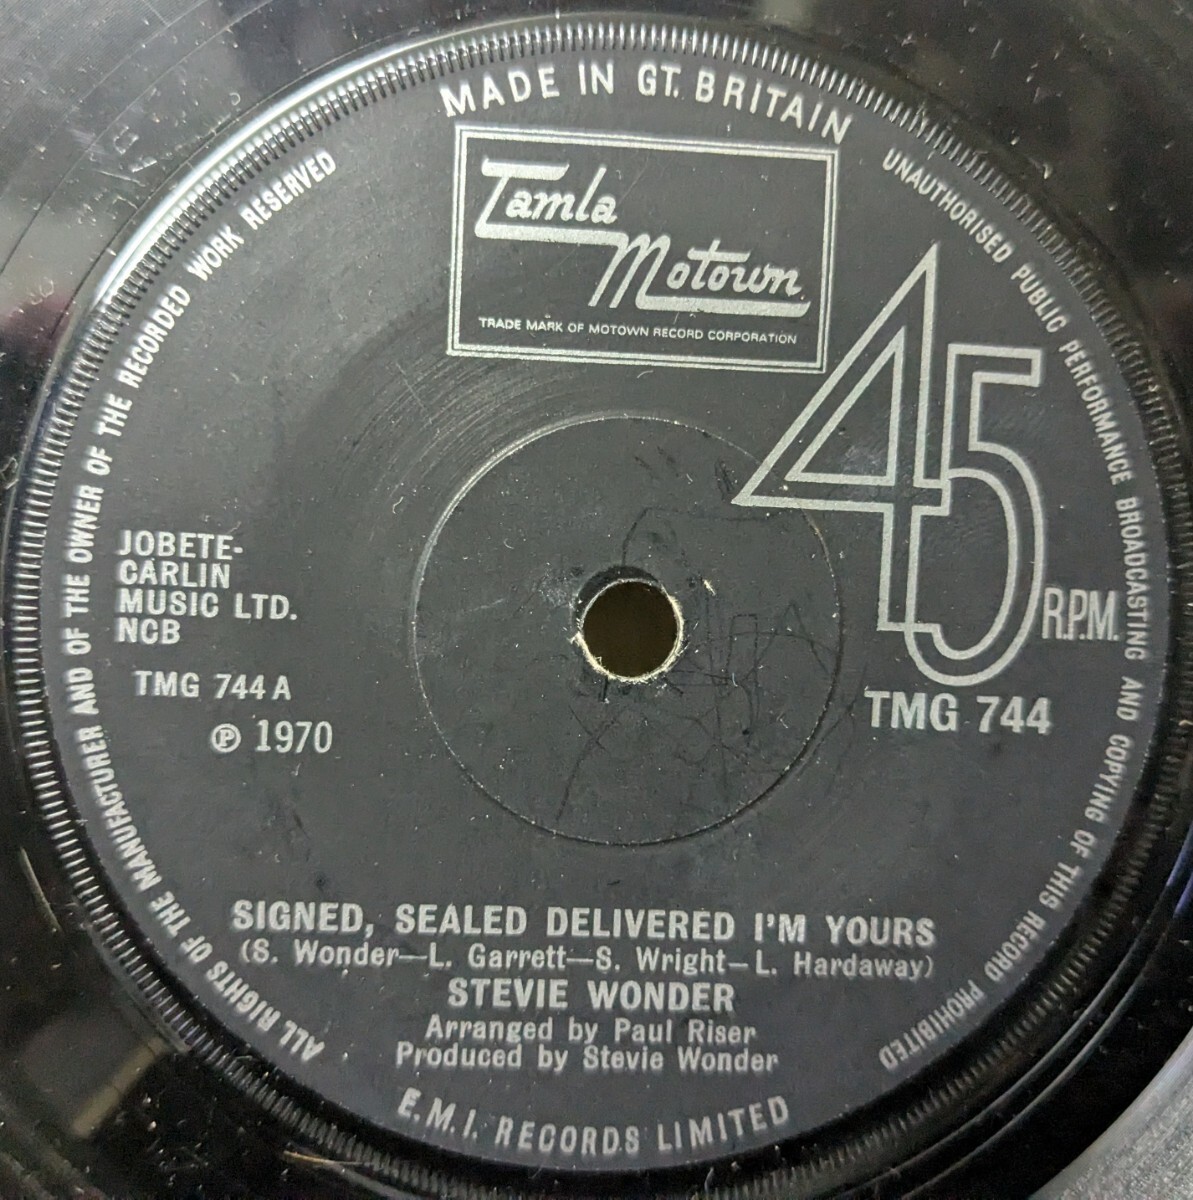 MADE IN GT. BRITAIN
Tamla
Motown
TRADE MARK OF MOTOWN RECORD CORPORATION
ALL RIGHTS OF THE MANUFACTURER AND OF THE OWNER OF THE RECORDED WORK RESERVED
UNAUTHORISED PUBLIC PERFORMANCE BROADCASTING AND COPYING OF THIS RECORD PROHIBITED
45
R.P.M.
TMG 744
JOBETE-
CARLIN
MUSIC LTD.
NCB
TMG 744 A
℗ 1970
SIGNED, SEALED DELIVERED I'M YOURS
(S. Wonder—L. Garrett—S. Wright—L. Hardaway)
STEVIE WONDER
Arranged by Paul Riser
Produced by Stevie Wonder
E.M.I. RECORDS LIMITED